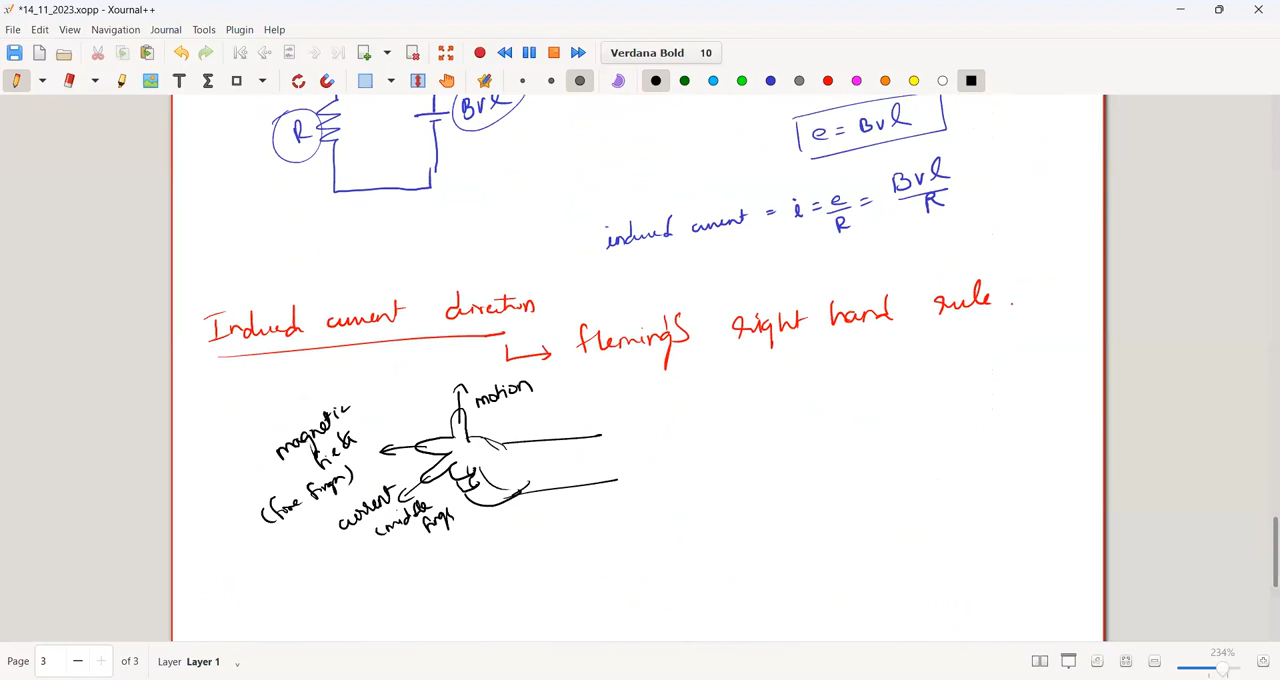 *14_11_2023.xopp - Xournal++
File Edit View Navigation Journal Tools Plugin Help
Verdana Bold 10
R
Bvl
e = Bvl
induced current = i = e/R = Bvl/R
Induced current direction
Fleming's right hand rule.
motion
magnetic
field
(fore finger)
current
(middle
finger
Page 3 of 3 Layer Layer 1 234%